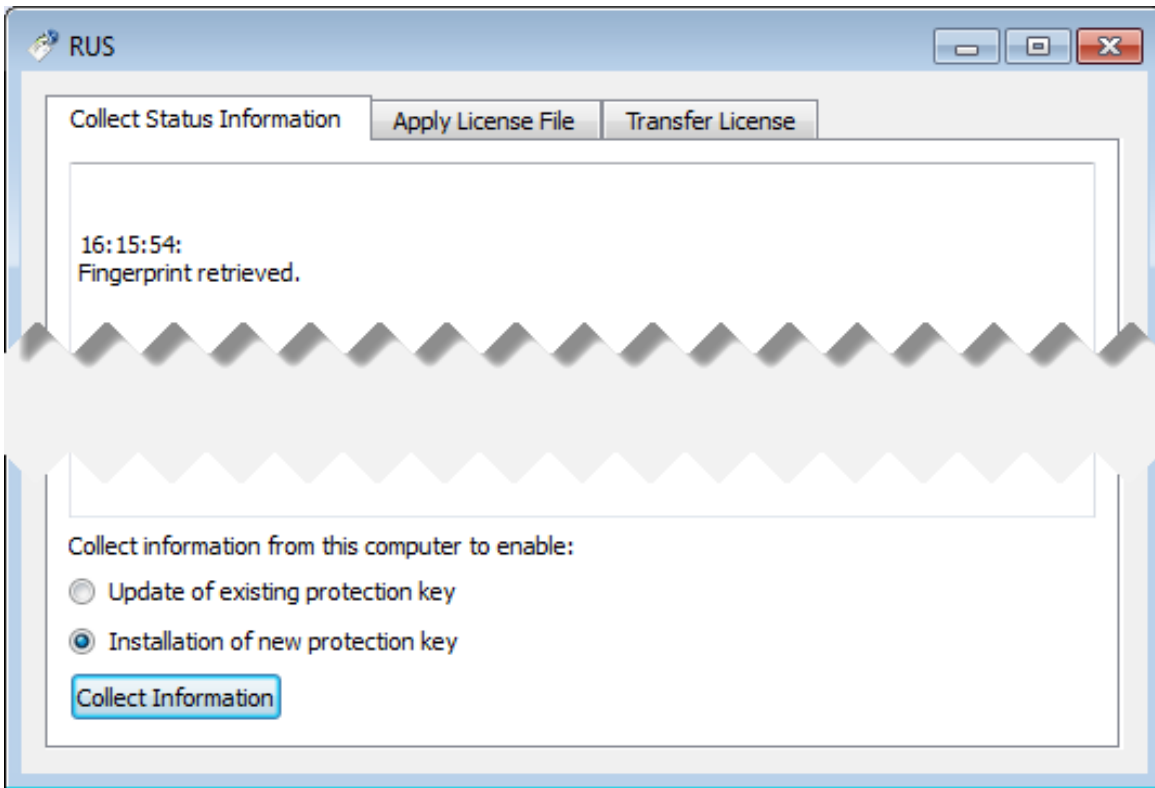 RUS
Collect Status Information
Apply License File
Transfer License
16:15:54:
Fingerprint retrieved.
Collect information from this computer to enable:
Update of existing protection key
Installation of new protection key
Collect Information